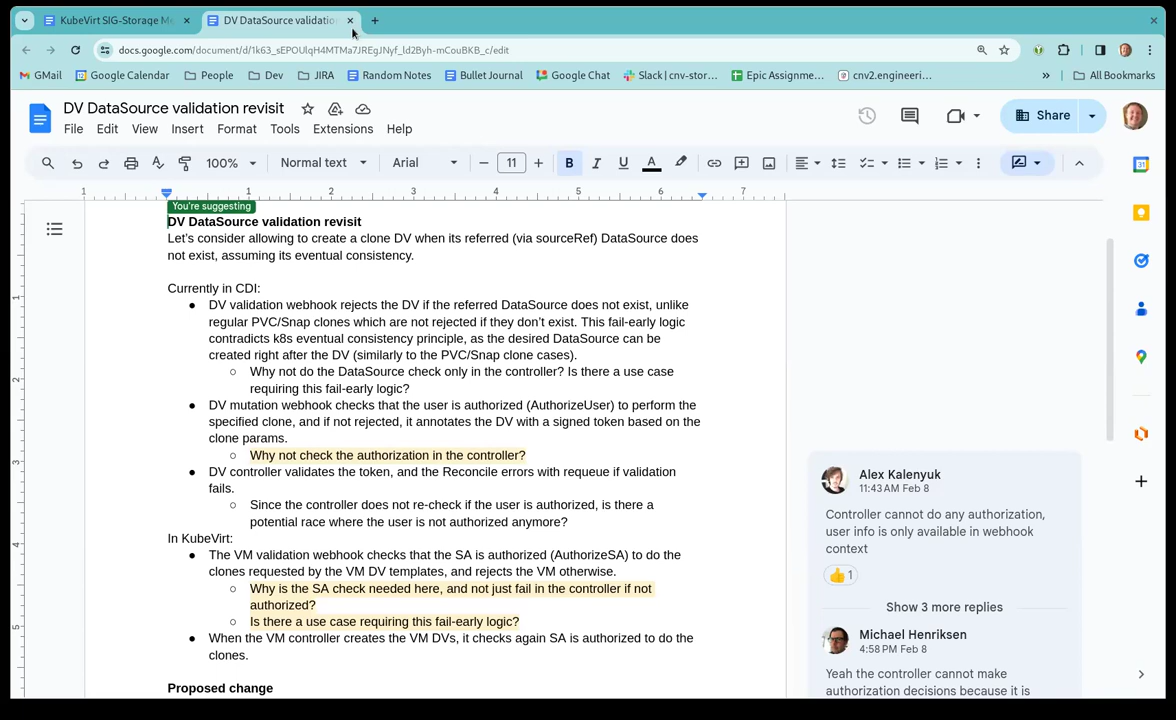 KubeVirt SIG-Storage M
DV DataSource validatio
docs.google.com/document/d/1k63_sEPOUlqH4MTMa7JREgJNyf_ld2Byh-mCouBKB_c/edit
GMail
Google Calendar
People
Dev
JIRA
Random Notes
Bullet Journal
Google Chat
Slack | cnv-stor...
Epic Assignme...
cnv2.engineeri...
All Bookmarks
DV DataSource validation revisit
Share
File Edit View Insert Format Tools Extensions Help
100% Normal text Arial 11 B I U A
1 1 2 3 4 5 6 7
You're suggesting
DV DataSource validation revisit
Let's consider allowing to create a clone DV when its referred (via sourceRef) DataSource does
not exist, assuming its eventual consistency.
Currently in CDI:
● DV validation webhook rejects the DV if the referred DataSource does not exist, unlike
regular PVC/Snap clones which are not rejected if they don't exist. This fail-early logic
contradicts k8s eventual consistency principle, as the desired DataSource can be
created right after the DV (similarly to the PVC/Snap clone cases).
○ Why not do the DataSource check only in the controller? Is there a use case
requiring this fail-early logic?
● DV mutation webhook checks that the user is authorized (AuthorizeUser) to perform the
specified clone, and if not rejected, it annotates the DV with a signed token based on the
clone params.
○ Why not check the authorization in the controller?
● DV controller validates the token, and the Reconcile errors with requeue if validation
fails.
○ Since the controller does not re-check if the user is authorized, is there a
potential race where the user is not authorized anymore?
In KubeVirt:
● The VM validation webhook checks that the SA is authorized (AuthorizeSA) to do the
clones requested by the VM DV templates, and rejects the VM otherwise.
○ Why is the SA check needed here, and not just fail in the controller if not
authorized?
○ Is there a use case requiring this fail-early logic?
● When the VM controller creates the VM DVs, it checks again SA is authorized to do the
clones.
Proposed change
1
2
3
4
5
Alex Kalenyuk
11:43 AM Feb 8
Controller cannot do any authorization,
user info is only available in webhook
context
👍 1
Show 3 more replies
Michael Henriksen
4:58 PM Feb 8
Yeah the controller cannot make
authorization decisions because it is
31